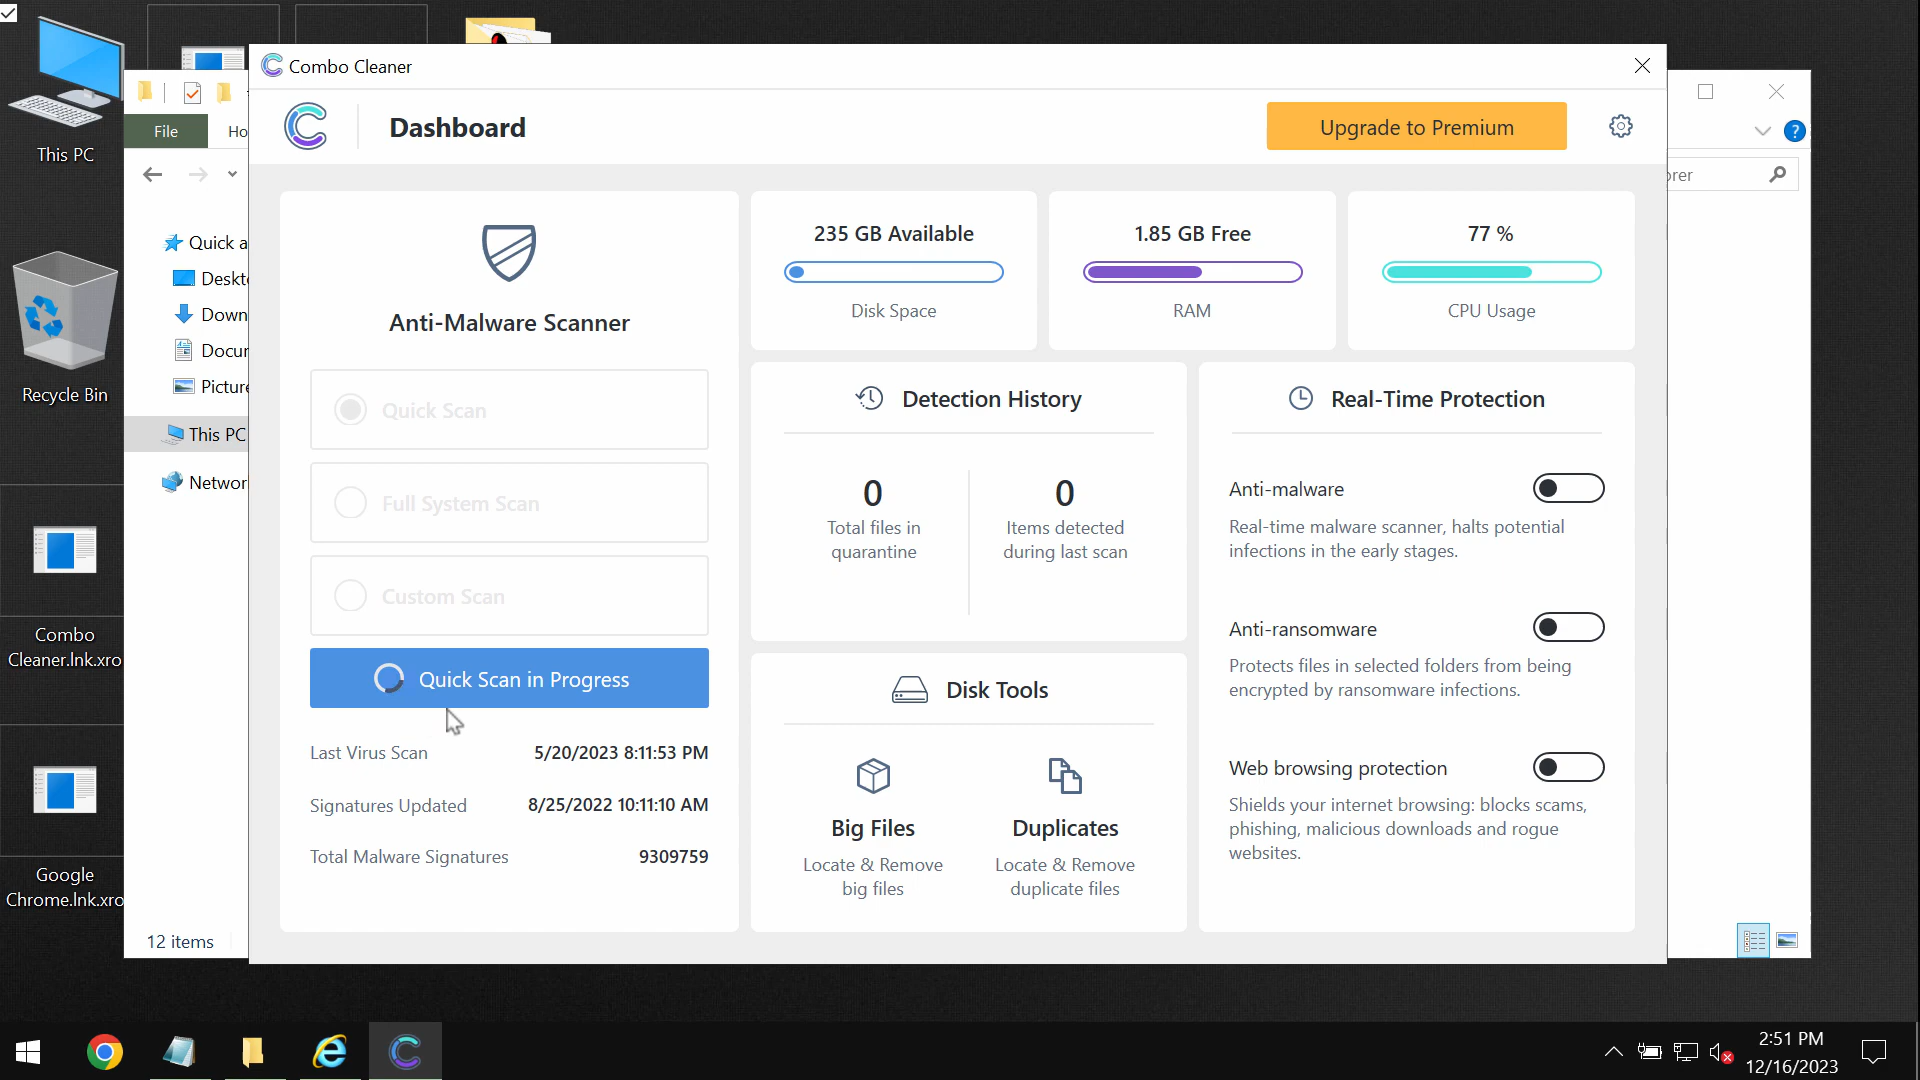 Combo Cleaner
Dashboard
Upgrade to Premium
This PC
File
Ho
Quick a
Deskt
Down
Docu
Picture
This PC
Networ
12 items
Recycle Bin
Combo
Cleaner.lnk.xro
Google
Chrome.lnk.xro
Anti-Malware Scanner
Quick Scan
Full System Scan
Custom Scan
Quick Scan in Progress
Last Virus Scan 5/20/2023 8:11:53 PM
Signatures Updated 8/25/2022 10:11:10 AM
Total Malware Signatures 9309759
235 GB Available
Disk Space
1.85 GB Free
RAM
77 %
CPU Usage
Detection History
0
Total files in
quarantine
0
Items detected
during last scan
Disk Tools
Big Files
Locate & Remove
big files
Duplicates
Locate & Remove
duplicate files
Real-Time Protection
Anti-malware
Real-time malware scanner, halts potential
infections in the early stages.
Anti-ransomware
Protects files in selected folders from being
encrypted by ransomware infections.
Web browsing protection
Shields your internet browsing: blocks scams,
phishing, malicious downloads and rogue
websites.
?
rer
2:51 PM
12/16/2023